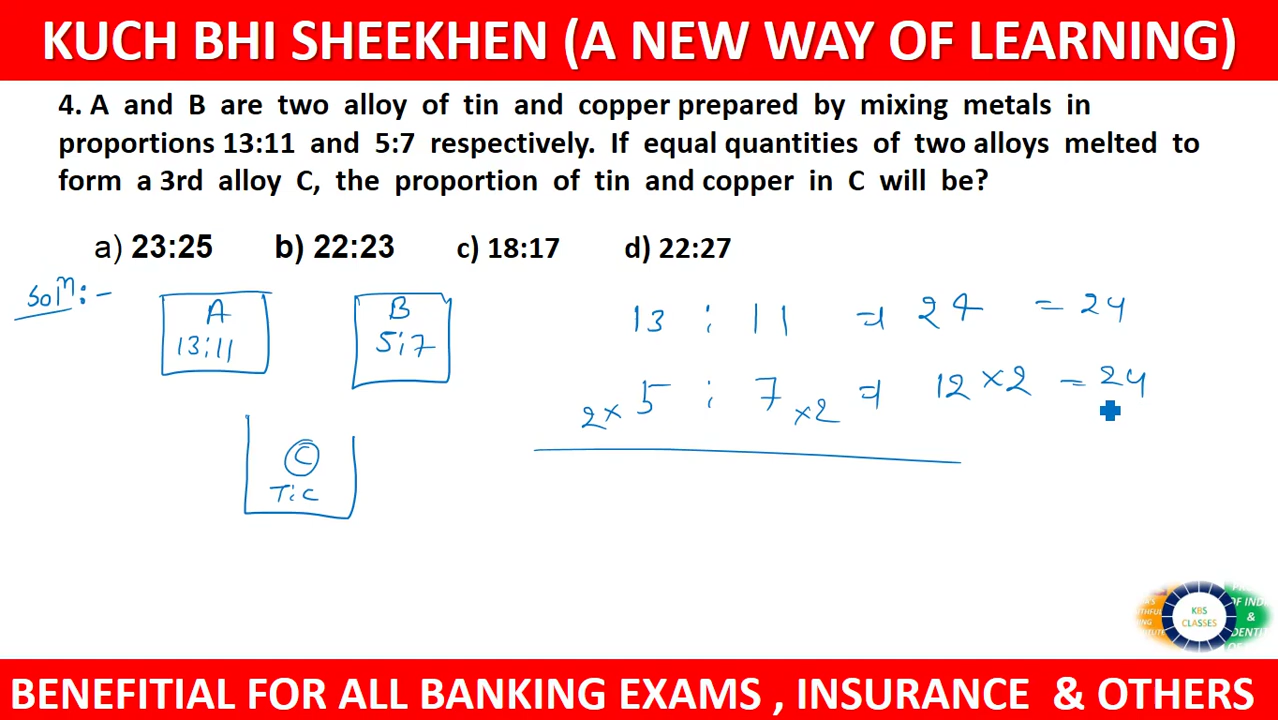 KUCH BHI SHEEKHEN (A NEW WAY OF LEARNING)
4. A and B are two alloy of tin and copper prepared by mixing metals in
proportions 13:11 and 5:7 respectively. If equal quantities of two alloys melted to
form a 3rd alloy C, the proportion of tin and copper in C will be?
a) 23:25 b) 22:23 c) 18:17 d) 22:27
Solⁿ:-
A
13:11
B
5:7
C
T:C
13 : 11 ⇒ 24 = 24
2× 5 : 7 ×2 ⇒ 12 ×2 = 24
KBS
CLASSES
OF IND
&
DENTI
BENEFITIAL FOR ALL BANKING EXAMS , INSURANCE & OTHERS